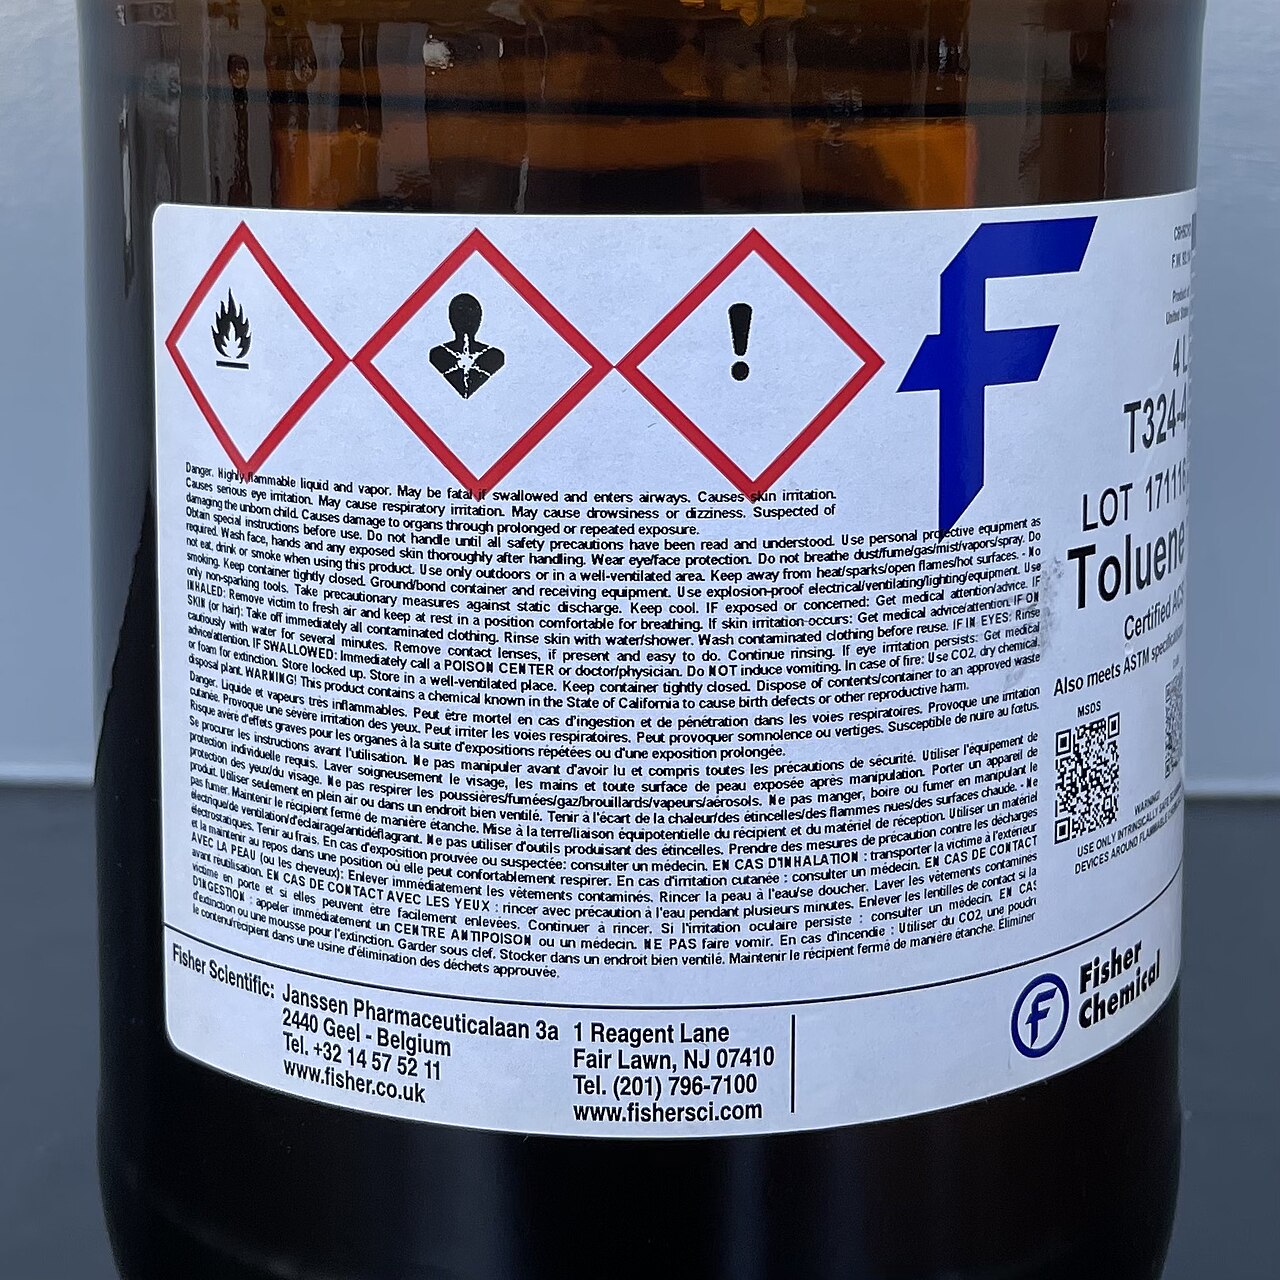 Danger. Highly flammable liquid and vapor. May be fatal if swallowed and enters airways. Causes skin irritation.
Causes serious eye irritation. May cause respiratory irritation. May cause drowsiness or dizziness. Suspected of
damaging the unborn child. Causes damage to organs through prolonged or repeated exposure.
Obtain special instructions before use. Do not handle until all safety precautions have been read and understood. Use personal protective equipment as
required. Wash face, hands and any exposed skin thoroughly after handling. Wear eye/face protection. Do not breathe dust/fume/gas/mist/vapors/spray. Do
not eat, drink or smoke when using this product. Use only outdoors or in a well-ventilated area. Keep away from heat/sparks/open flames/hot surfaces. - No
smoking. Keep container tightly closed. Ground/bond container and receiving equipment. Use explosion-proof electrical/ventilating/lighting/equipment. Use
only non-sparking tools. Take precautionary measures against static discharge. Keep cool. IF exposed or concerned: Get medical attention/advice. IF
INHALED: Remove victim to fresh air and keep at rest in a position comfortable for breathing. If skin irritation occurs: Get medical advice/attention. IF ON
SKIN (or hair): Take off immediately all contaminated clothing. Rinse skin with water/shower. Wash contaminated clothing before reuse. IF IN EYES: Rinse
cautiously with water for several minutes. Remove contact lenses, if present and easy to do. Continue rinsing. If eye irritation persists: Get medical
advice/attention. IF SWALLOWED: Immediately call a POISON CENTER or doctor/physician. Do NOT induce vomiting. In case of fire: Use CO2, dry chemical,
or foam for extinction. Store locked up. Store in a well-ventilated place. Keep container tightly closed. Dispose of contents/container to an approved waste
disposal plant. WARNING! This product contains a chemical known in the State of California to cause birth defects or other reproductive harm.
Danger. Liquide et vapeurs très inflammables. Peut être mortel en cas d'ingestion et de pénétration dans les voies respiratoires. Provoque une irritation
cutanée. Provoque une sévère irritation des yeux. Peut irriter les voies respiratoires. Peut provoquer somnolence ou vertiges. Susceptible de nuire au fœtus.
Risque avéré d'effets graves pour les organes à la suite d'expositions répétées ou d'une exposition prolongée.
Se procurer les instructions avant l'utilisation. Ne pas manipuler avant d'avoir lu et compris toutes les précautions de sécurité. Utiliser l'équipement de
protection individuelle requis. Laver soigneusement le visage, les mains et toute surface de peau exposée après manipulation. Porter un appareil de
protection des yeux/du visage. Ne pas respirer les poussières/fumées/gaz/brouillards/vapeurs/aérosols. Ne pas manger, boire ou fumer en manipulant le
produit. Utiliser seulement en plein air ou dans un endroit bien ventilé. Tenir à l'écart de la chaleur/des étincelles/des flammes nues/des surfaces chaude. - Ne
pas fumer. Maintenir le récipient fermé de manière étanche. Mise à la terre/liaison équipotentielle du récipient et du matériel de réception. Utiliser un matériel
électrique/de ventilation/d'éclairage/antidéflagrant. Ne pas utiliser d'outils produisant des étincelles. Prendre des mesures de précaution contre les décharges
électrostatiques. Tenir au frais. En cas d'exposition prouvée ou suspectée: consulter un médecin. EN CAS D'INHALATION : transporter la victime à l'extérieur
et la maintenir au repos dans une position où elle peut confortablement respirer. En cas d'irritation cutanée : consulter un médecin. EN CAS DE CONTACT
AVEC LA PEAU (ou les cheveux): Enlever immédiatement les vêtements contaminés. Rincer la peau à l'eau/se doucher. Laver les vêtements contaminés
avant réutilisation. EN CAS DE CONTACT AVEC LES YEUX : rincer avec précaution à l'eau pendant plusieurs minutes. Enlever les lentilles de contact si la
victime en porte et si elles peuvent être facilement enlevées. Continuer à rincer. Si l'irritation oculaire persiste : consulter un médecin. EN CAS
D'INGESTION : appeler immédiatement un CENTRE ANTIPOISON ou un médecin. NE PAS faire vomir. En cas d'incendie : Utiliser du CO2, une poudre
d'extinction ou une mousse pour l'extinction. Garder sous clef. Stocker dans un endroit bien ventilé. Maintenir le récipient fermé de manière étanche. Éliminer
le contenu/récipient dans une usine d'élimination des déchets approuvée.
Product of
United
4 L
T324-4
LOT 171116
Toluene
Certified ACS
Also meets ASTM
MSDS
WARNING!
USE ONLY INTRINSICALLY
DEVICES AROUND FLAMMABLE
Fisher Scientific:
Janssen Pharmaceuticalaan 3a
2440 Geel - Belgium
Tel. +32 14 57 52 11
www.fisher.co.uk
1 Reagent Lane
Fair Lawn, NJ 07410
Tel. (201) 796-7100
www.fishersci.com
Fisher
Chemical